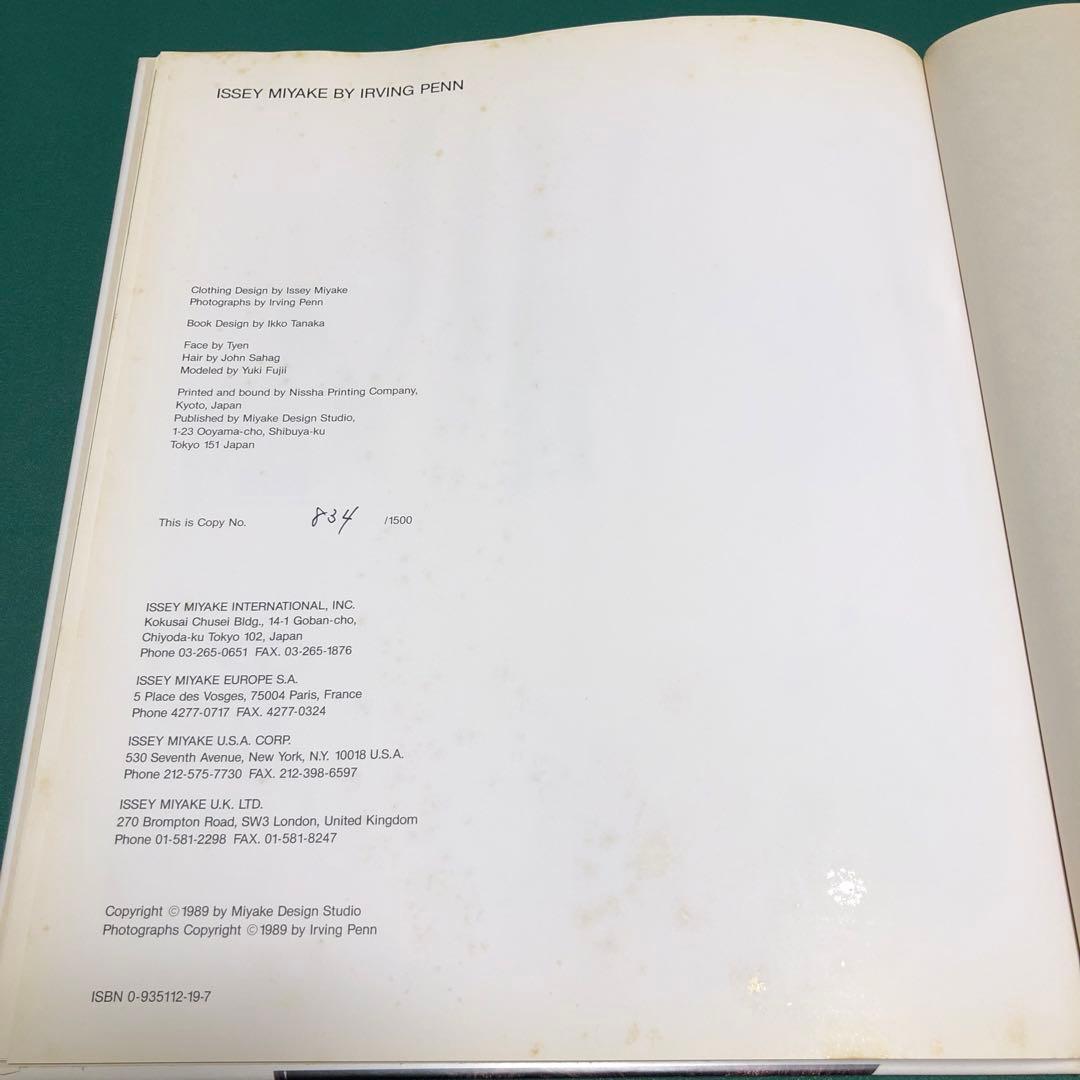 ISSEY MIYAKE BY IRVING PENN
Clothing Design by Issey Miyake
Photographs by Irving Penn
Book Design by Ikko Tanaka
Face by Tyen
Hair by John Sahag
Modeled by Yuki Fujii
Printed and bound by Nissha Printing Company,
Kyoto, Japan
Published by Miyake Design Studio,
1-23 Ooyama-cho, Shibuya-ku
Tokyo 151 Japan
This is Copy No. 834 /1500
ISSEY MIYAKE INTERNATIONAL, INC.
Kokusai Chusei Bldg., 14-1 Goban-cho,
Chiyoda-ku Tokyo 102, Japan
Phone 03-265-0651 FAX. 03-265-1876
ISSEY MIYAKE EUROPE S.A.
5 Place des Vosges, 75004 Paris, France
Phone 4277-0717 FAX. 4277-0324
ISSEY MIYAKE U.S.A. CORP.
530 Seventh Avenue, New York, N.Y. 10018 U.S.A.
Phone 212-575-7730 FAX. 212-398-6597
ISSEY MIYAKE U.K. LTD.
270 Brompton Road, SW3 London, United Kingdom
Phone 01-581-2298 FAX. 01-581-8247
Copyright ©1989 by Miyake Design Studio
Photographs Copyright ©1989 by Irving Penn
ISBN 0-935112-19-7